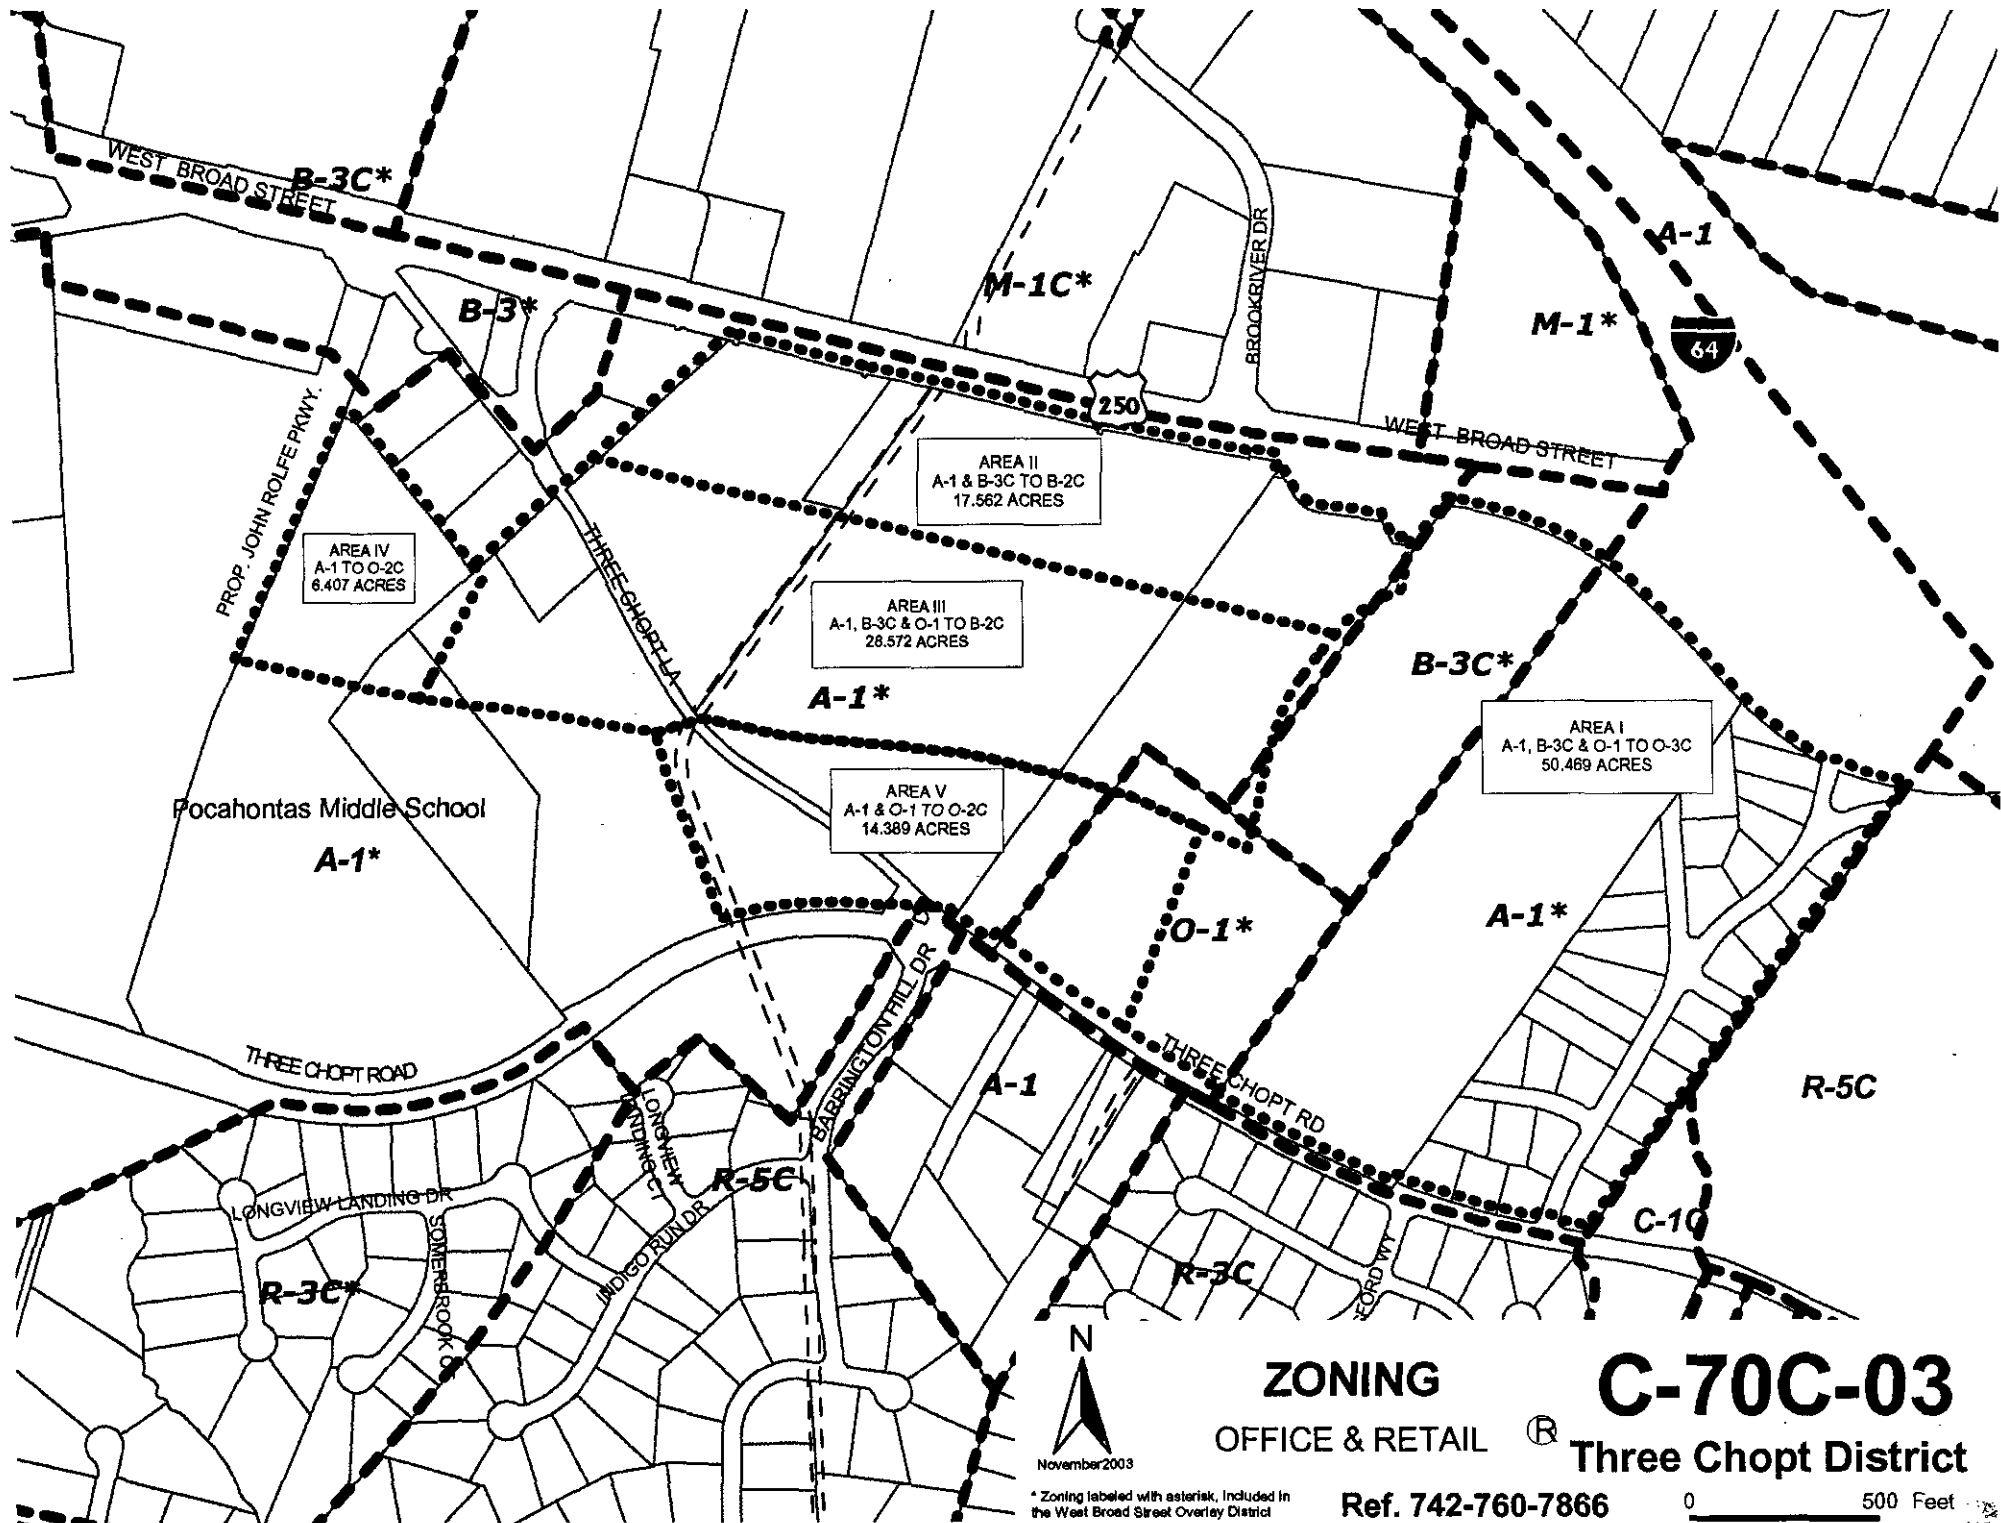 WEST BROAD STREET
B-3C*
B-3*
M-1C*
BROOKRIVER DR
A-1
M-1*
64
250
WEST BROAD STREET
PROP. JOHN ROLFE PKWY.
AREA II
A-1 & B-3C TO B-2C
17.562 ACRES
AREA IV
A-1 TO O-2C
6.407 ACRES
THREE CHOPT LA
AREA III
A-1, B-3C & O-1 TO B-2C
28.572 ACRES
A-1*
B-3C*
AREA I
A-1, B-3C & O-1 TO O-3C
50.469 ACRES
Pocahontas Middle School
A-1*
AREA V
A-1 & O-1 TO O-2C
14.389 ACRES
O-1*
A-1*
BARRINGTON HILL DR
THREE CHOPT ROAD
A-1
THREE CHOPT RD
R-5C
LONGVIEW
LANDING CT
R-5C
LONGVIEW LANDING DR
SOMERBROOK C
INDIGO RUN DR
R-3C*
R-3C
C-1C
FORD WY
N
November 2003
ZONING
OFFICE & RETAIL
R
C-70C-03
Three Chopt District
* Zoning labeled with asterisk, included in
the West Broad Street Overlay District
Ref. 742-760-7866
0 500 Feet